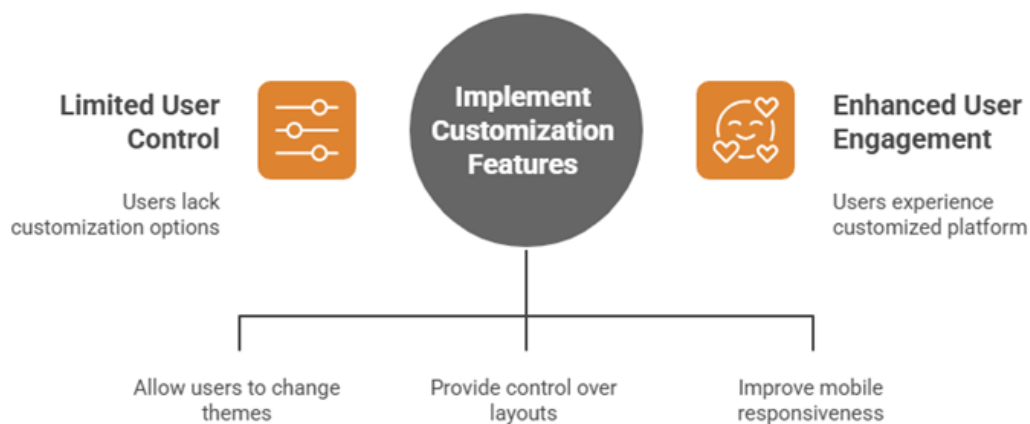 Limited User
Control
Users lack
customization options
Implement
Customization
Features
Enhanced User
Engagement
Users experience
customized platform
Allow users to change
themes
Provide control over
layouts
Improve mobile
responsiveness